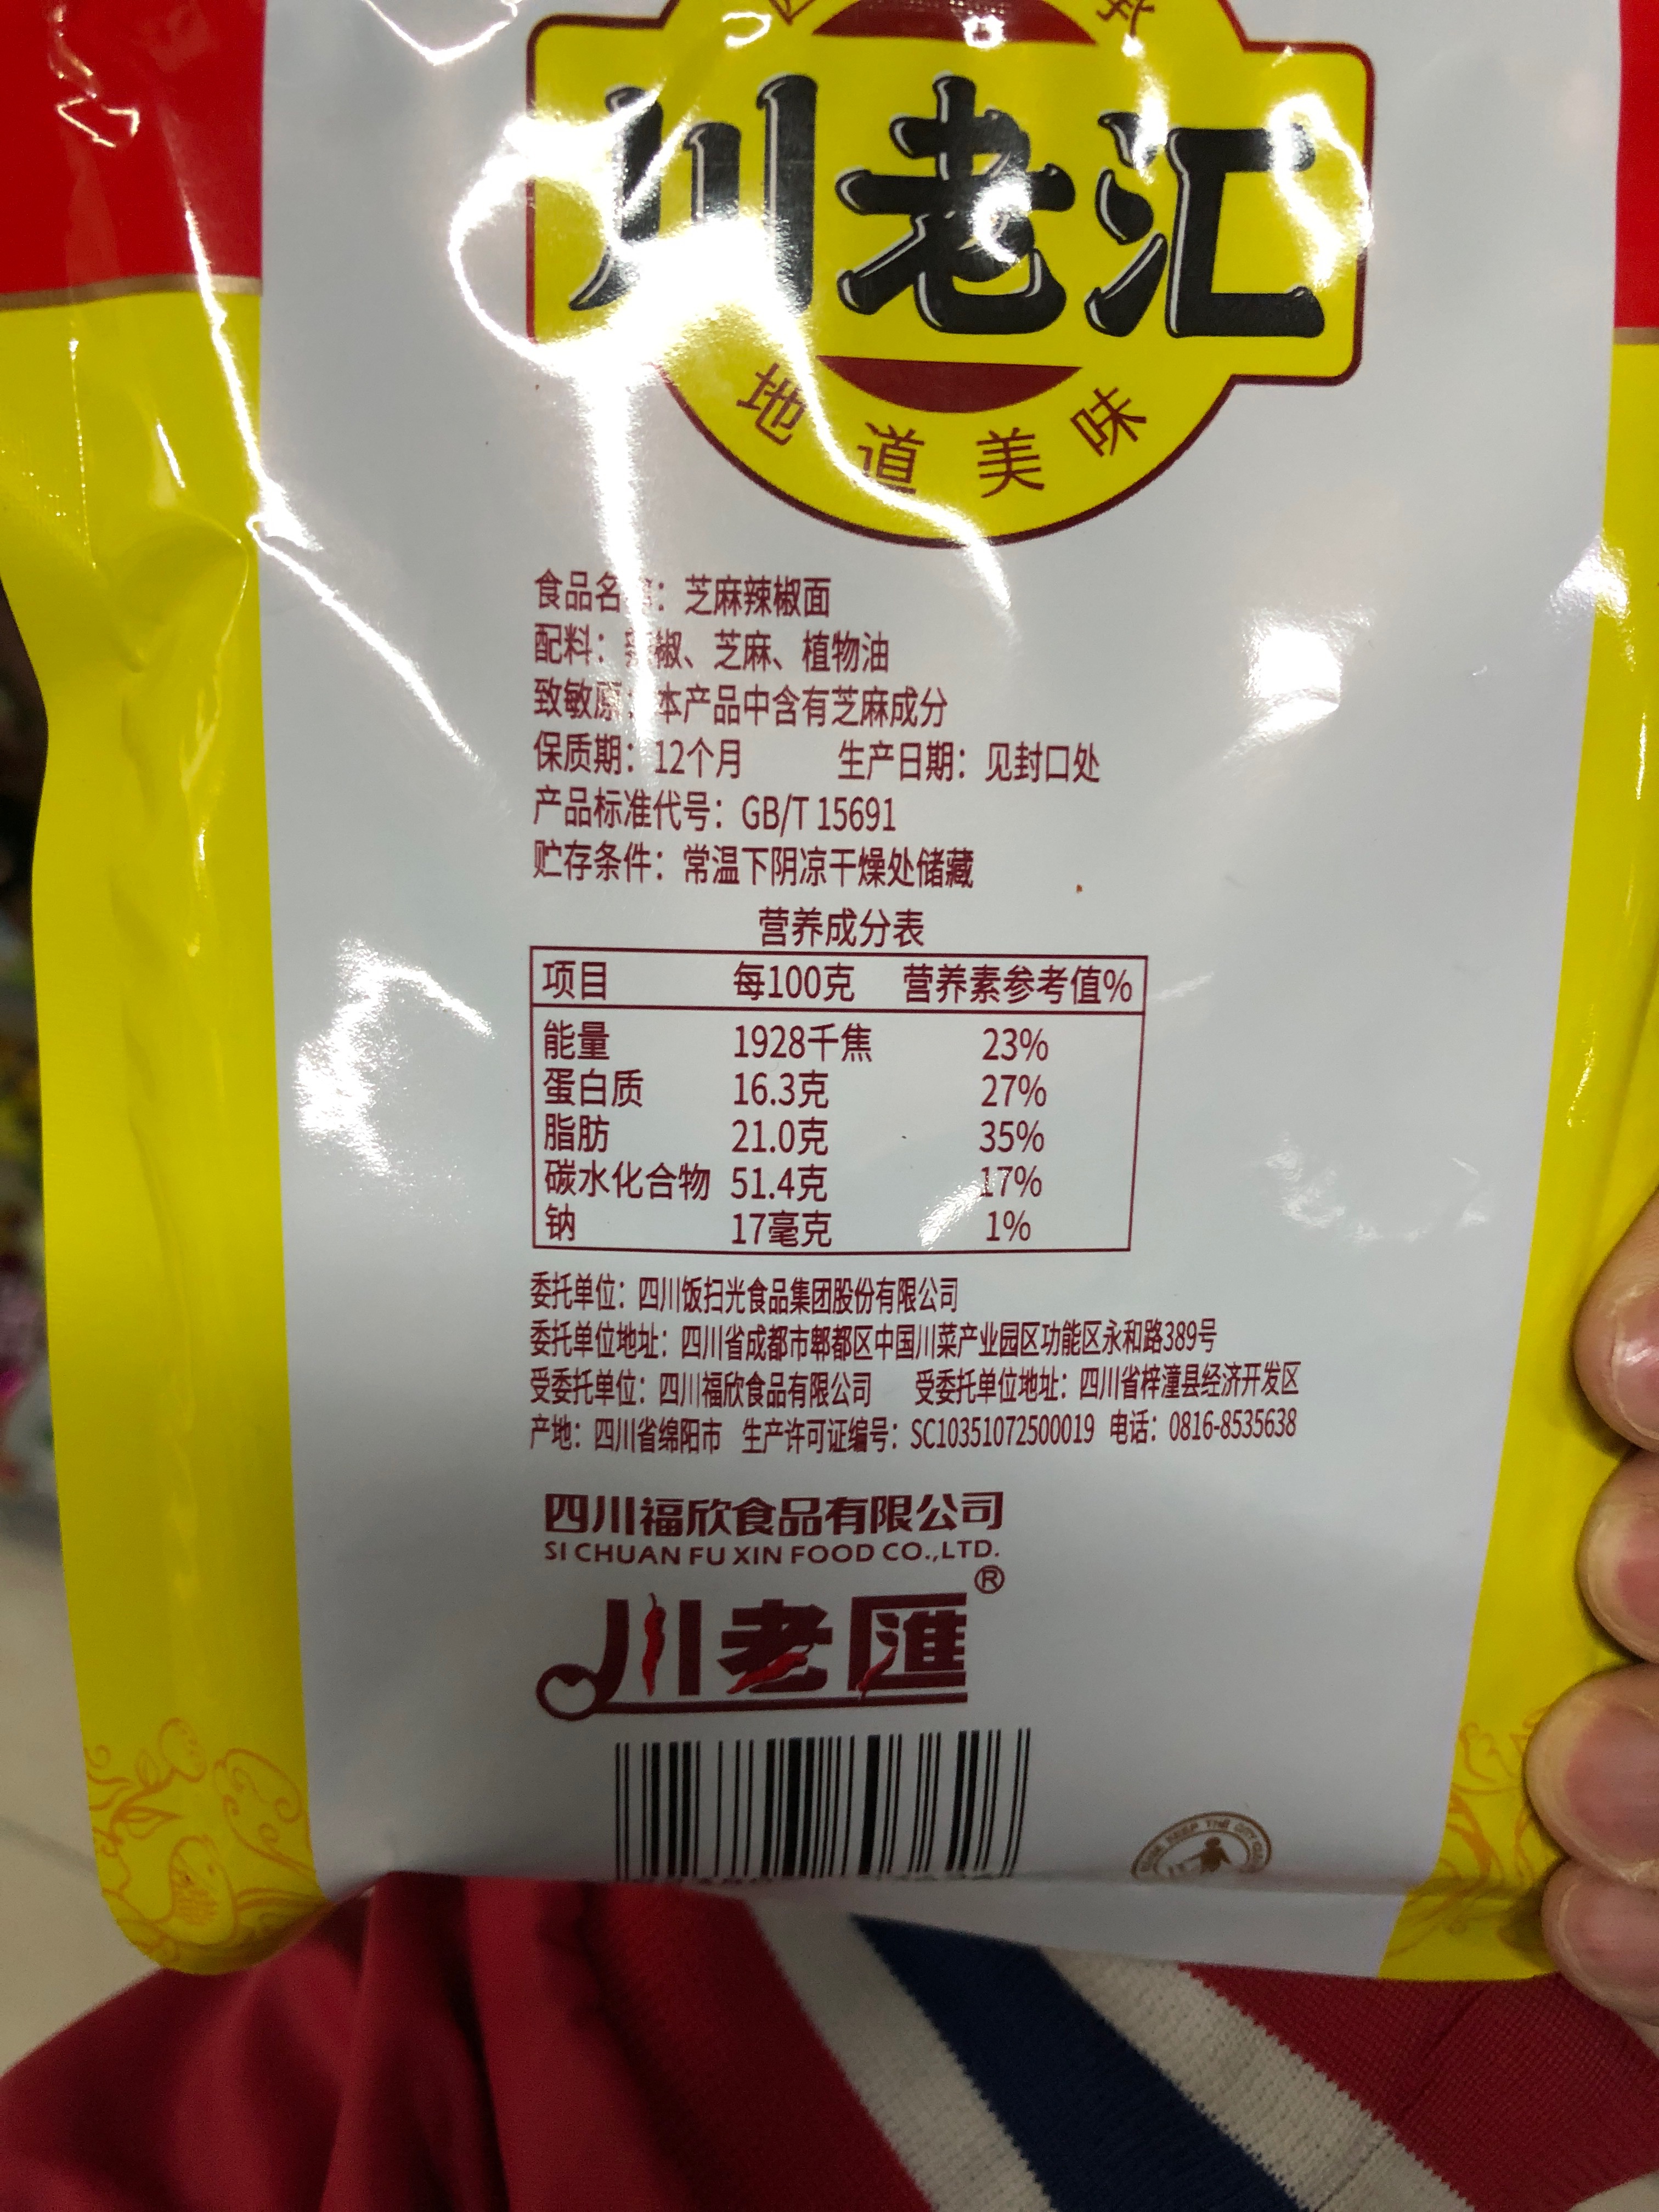 川老汇
地道美味
食品名：芝麻辣椒面
配料：辣椒、芝麻、植物油
致敏原：本产品中含有芝麻成分
保质期：12个月 生产日期：见封口处
产品标准代号：GB/T 15691
贮存条件：常温下阴凉干燥处储藏
营养成分表
项目 每100克 营养素参考值%
能量 1928千焦 23%
蛋白质 16.3克 27%
脂肪 21.0克 35%
碳水化合物 51.4克 17%
钠 17毫克 1%
委托单位：四川饭扫光食品集团股份有限公司
委托单位地址：四川省成都市郫都区中国川菜产业园区功能区永和路389号
受委托单位：四川福欣食品有限公司 受委托单位地址：四川省梓潼县经济开发区
产地：四川省绵阳市 生产许可证编号：SC10351072500019 电话：0816-8535638
四川福欣食品有限公司
SI CHUAN FU XIN FOOD CO.,LTD.
川老匯®
KEEP THE CITY